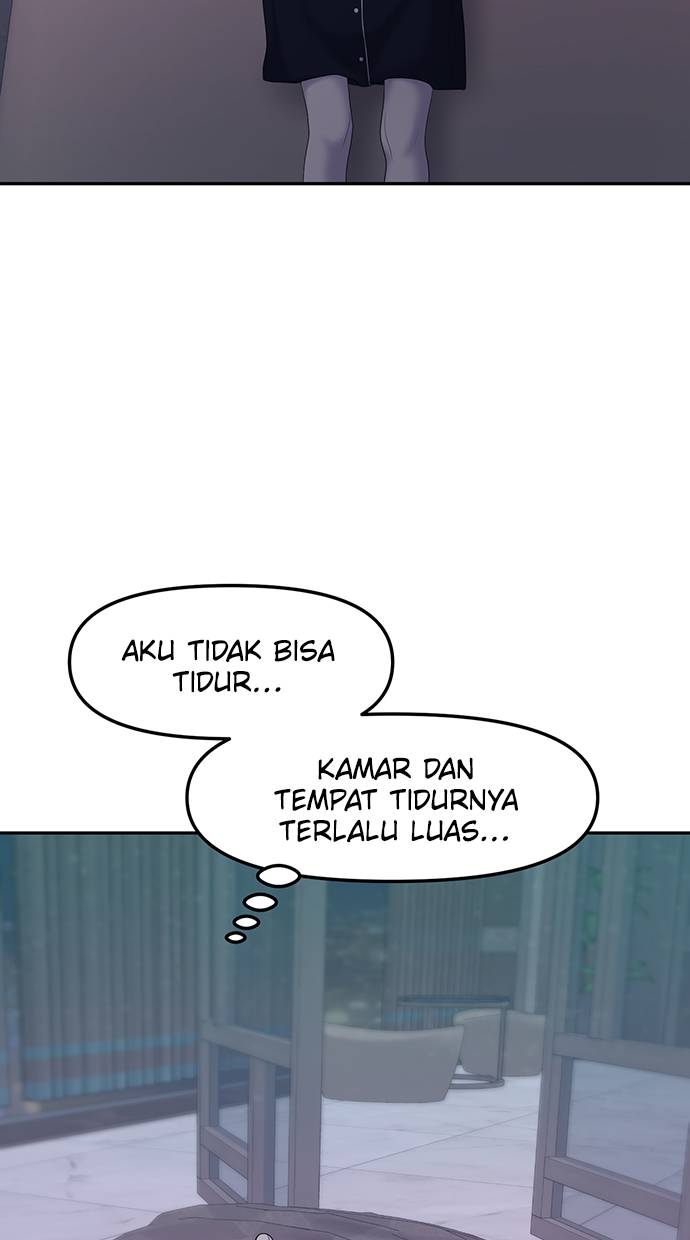 AKU TIDAK BISA
TIDUR...
KAMAR DAN
TEMPAT TIDURNYA
TERLALU LUAS...